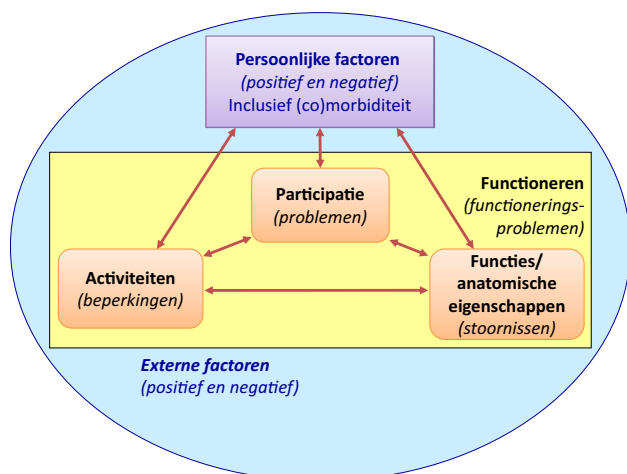 Persoonlijke factoren
(positief en negatief)
Inclusief (co)morbiditeit
Participatie
(problemen)
Functioneren
(functionerings-
problemen)
Activiteiten
(beperkingen)
Functies/
anatomische
eigenschappen
(stoornissen)
Externe factoren
(positief en negatief)